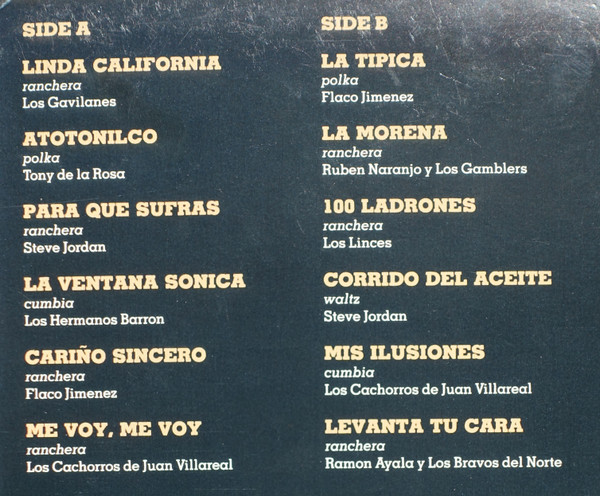 SIDE A
LINDA CALIFORNIA
ranchera
Los Gavilanes
ATOTONILCO
polka
Tony de la Rosa
PARA QUE SUFRAS
ranchera
Steve Jordan
LA VENTANA SONICA
cumbia
Los Hermanos Barron
CARIÑO SINCERO
ranchera
Flaco Jimenez
ME VOY, ME VOY
ranchera
Los Cachorros de Juan Villareal
SIDE B
LA TIPICA
polka
Flaco Jimenez
LA MORENA
ranchera
Ruben Naranjo y Los Gamblers
100 LADRONES
ranchera
Los Linces
CORRIDO DEL ACEITE
waltz
Steve Jordan
MIS ILUSIONES
cumbia
Los Cachorros de Juan Villareal
LEVANTA TU CARA
ranchera
Ramon Ayala y Los Bravos del Norte